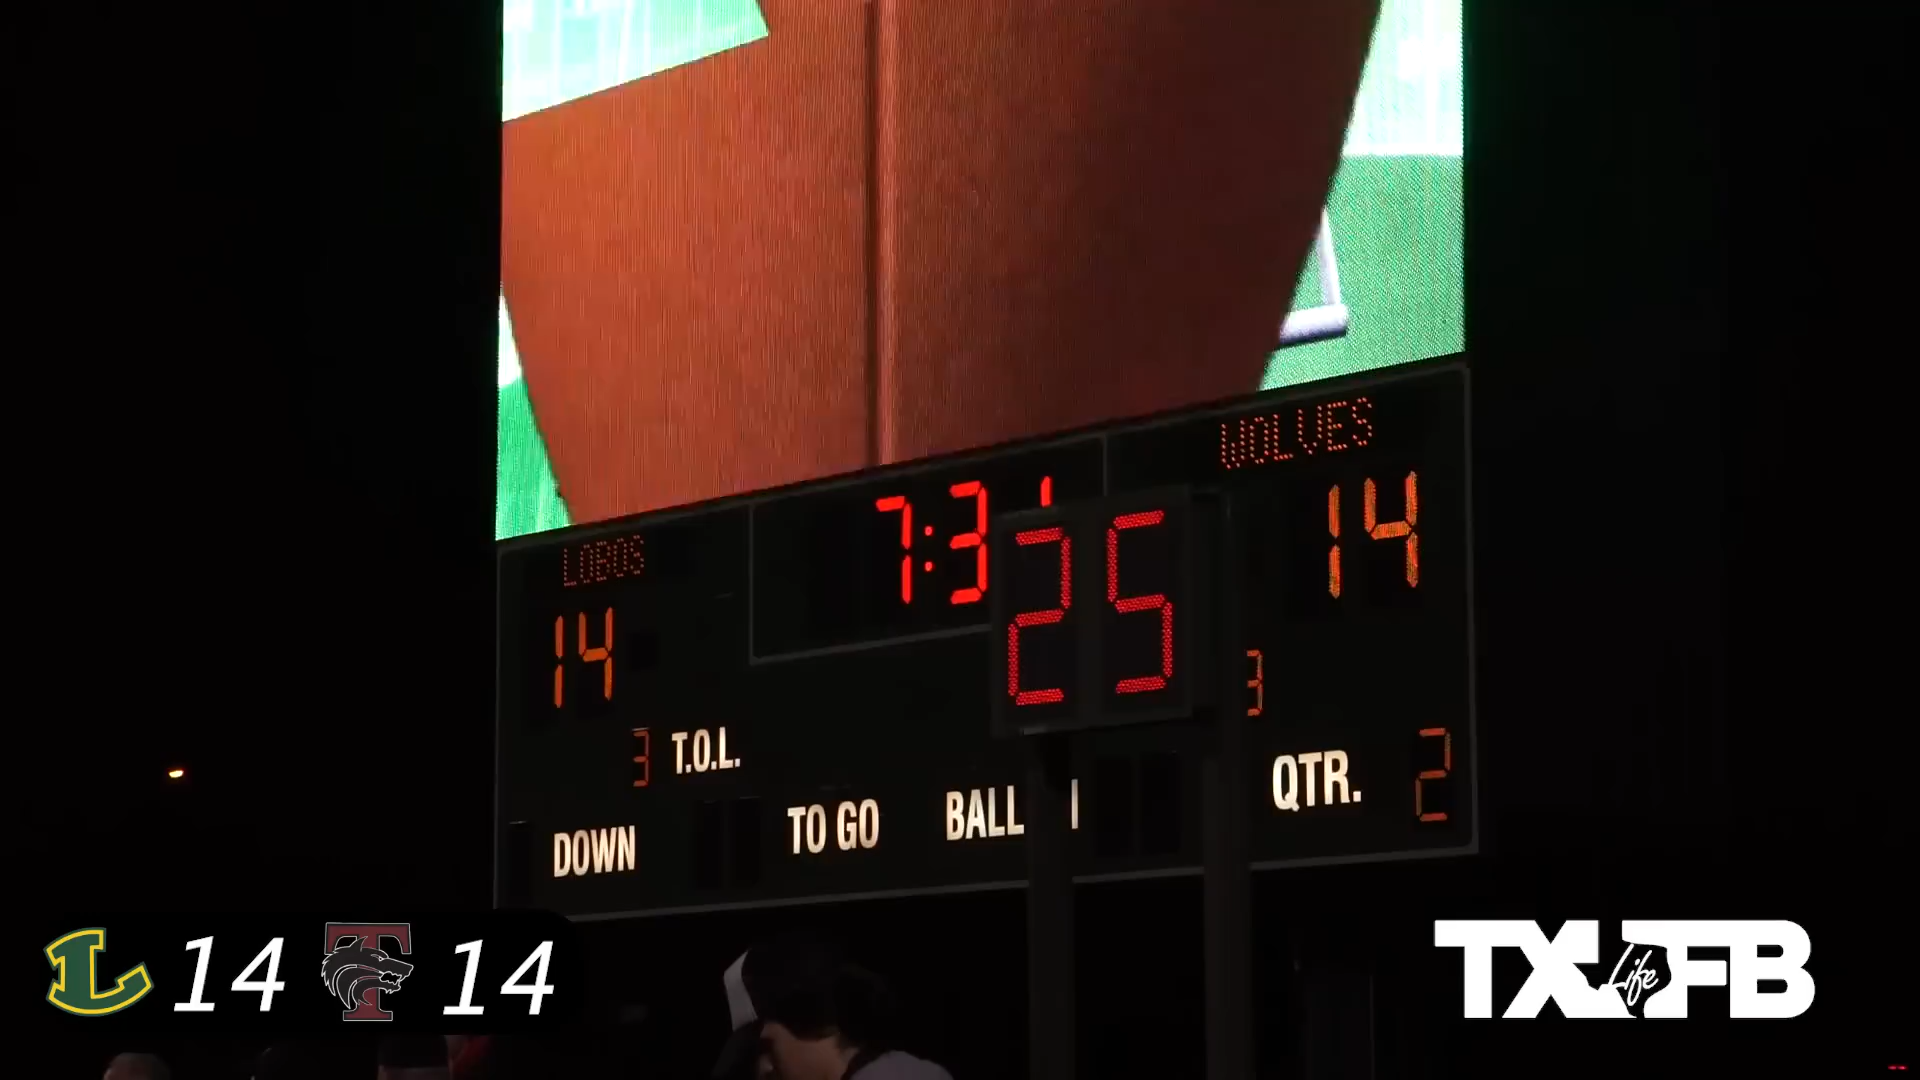 WOLVES
7:3
14
LOBOS
25
14
3
3 T.O.L.
QTR. 2
DOWN
TO GO
BALL
L 14 T 14
TX Life FB